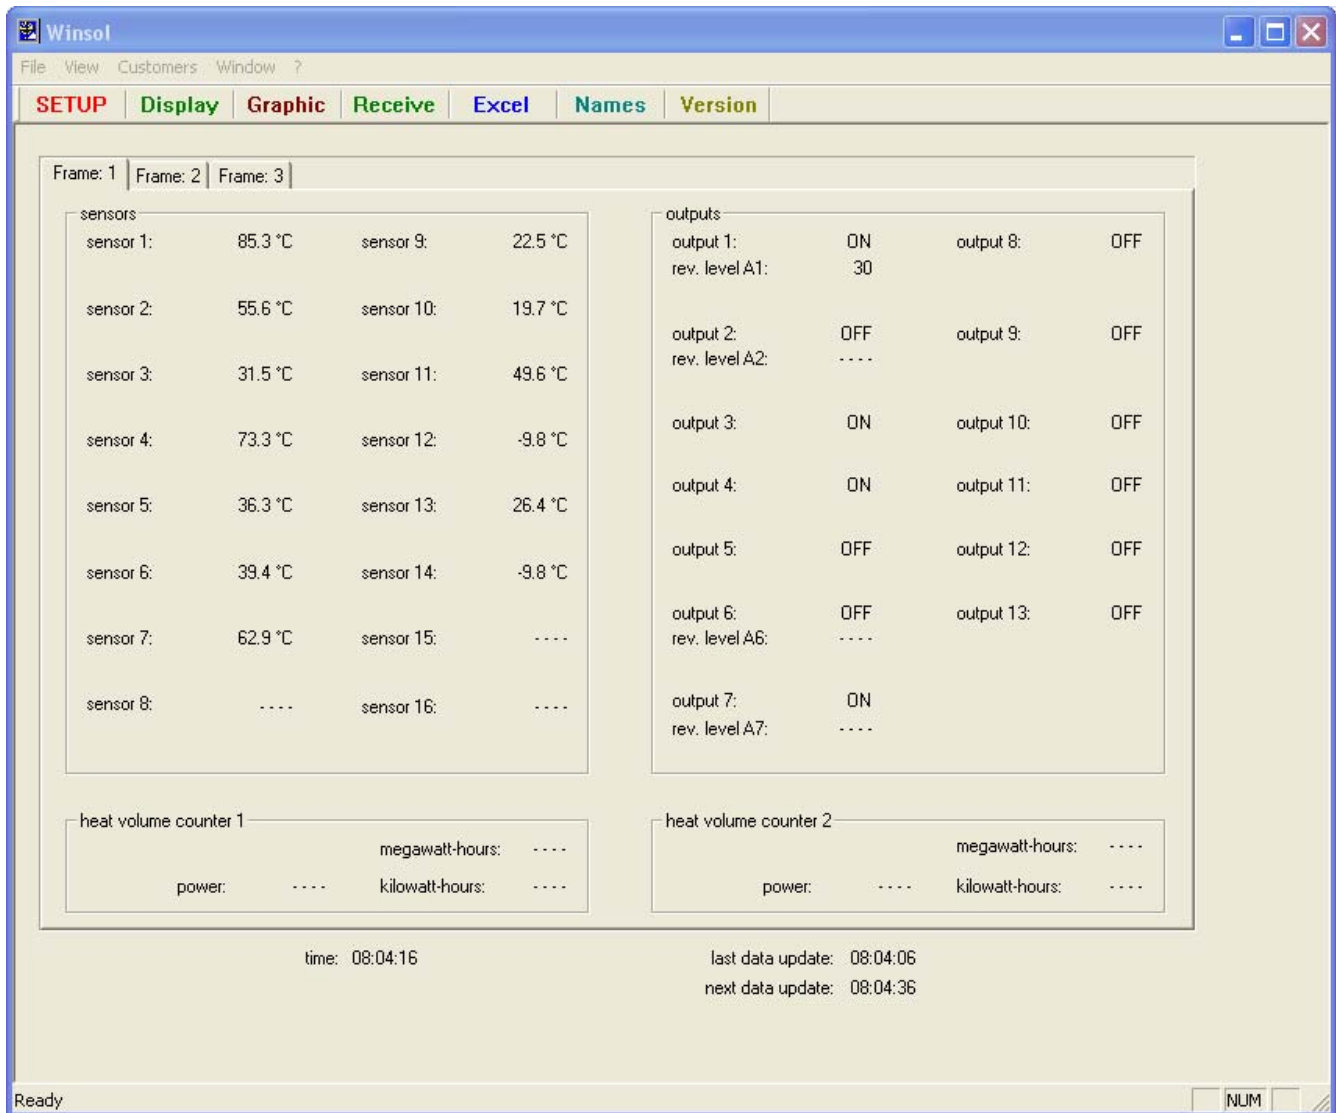 Winsol
File View Customers Window ?
SETUP Display Graphic Receive Excel Names Version
Frame: 1 Frame: 2 Frame: 3
sensors
sensor 1: 85.3 °C sensor 9: 22.5 °C
sensor 2: 55.6 °C sensor 10: 19.7 °C
sensor 3: 31.5 °C sensor 11: 49.6 °C
sensor 4: 73.3 °C sensor 12: -9.8 °C
sensor 5: 36.3 °C sensor 13: 26.4 °C
sensor 6: 39.4 °C sensor 14: -9.8 °C
sensor 7: 62.9 °C sensor 15: ----
sensor 8: ---- sensor 16: ----
outputs
output 1: ON output 8: OFF
rev. level A1: 30
output 2: OFF output 9: OFF
rev. level A2: ----
output 3: ON output 10: OFF
output 4: ON output 11: OFF
output 5: OFF output 12: OFF
output 6: OFF output 13: OFF
rev. level A6: ----
output 7: ON
rev. level A7: ----
heat volume counter 1
megawatt-hours: ----
power: ---- kilowatt-hours: ----
heat volume counter 2
megawatt-hours: ----
power: ---- kilowatt-hours: ----
time: 08:04:16
last data update: 08:04:06
next data update: 08:04:36
Ready NUM